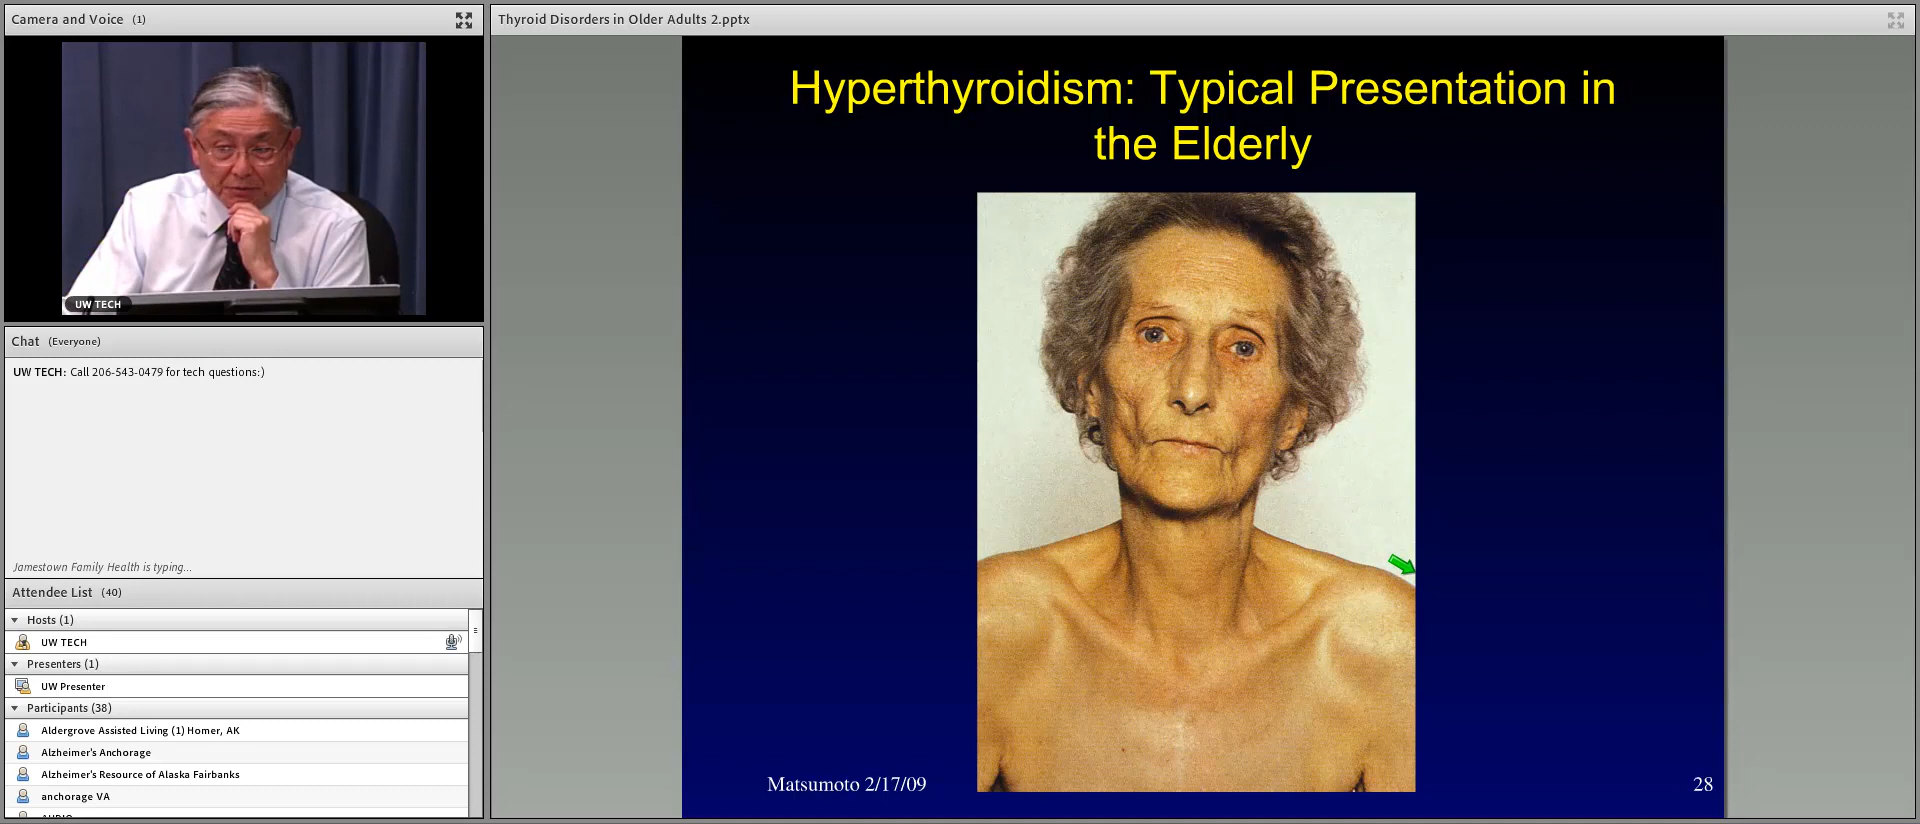 Camera and Voice (1)
UW TECH
Chat (Everyone)
UW TECH: Call 206-543-0479 for tech questions:)
Jamestown Family Health is typing...
Attendee List (40)
Hosts (1)
UW TECH
Presenters (1)
UW Presenter
Participants (38)
Aldergrove Assisted Living (1) Homer, AK
Alzheimer's Anchorage
Alzheimer's Resource of Alaska Fairbanks
anchorage VA
Thyroid Disorders in Older Adults 2.pptx
Hyperthyroidism: Typical Presentation in
the Elderly
Matsumoto 2/17/09
28